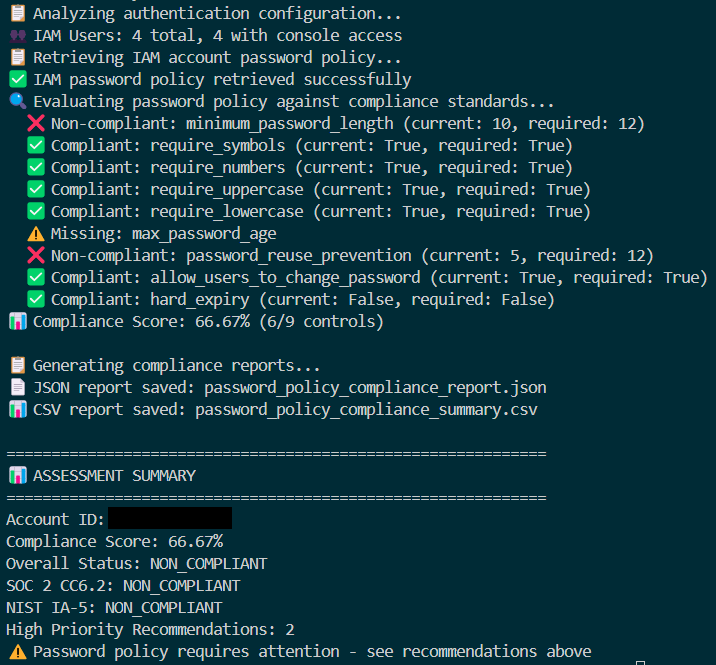 📋 Analyzing authentication configuration...
👥 IAM Users: 4 total, 4 with console access
📋 Retrieving IAM account password policy...
✅ IAM password policy retrieved successfully
🔍 Evaluating password policy against compliance standards...
❌ Non-compliant: minimum_password_length (current: 10, required: 12)
✅ Compliant: require_symbols (current: True, required: True)
✅ Compliant: require_numbers (current: True, required: True)
✅ Compliant: require_uppercase (current: True, required: True)
✅ Compliant: require_lowercase (current: True, required: True)
⚠️ Missing: max_password_age
❌ Non-compliant: password_reuse_prevention (current: 5, required: 12)
✅ Compliant: allow_users_to_change_password (current: True, required: True)
✅ Compliant: hard_expiry (current: False, required: False)
📊 Compliance Score: 66.67% (6/9 controls)
📋 Generating compliance reports...
📄 JSON report saved: password_policy_compliance_report.json
📊 CSV report saved: password_policy_compliance_summary.csv
============================================================
📊 ASSESSMENT SUMMARY
============================================================
Account ID:
Compliance Score: 66.67%
Overall Status: NON_COMPLIANT
SOC 2 CC6.2: NON_COMPLIANT
NIST IA-5: NON_COMPLIANT
High Priority Recommendations: 2
⚠️ Password policy requires attention - see recommendations above